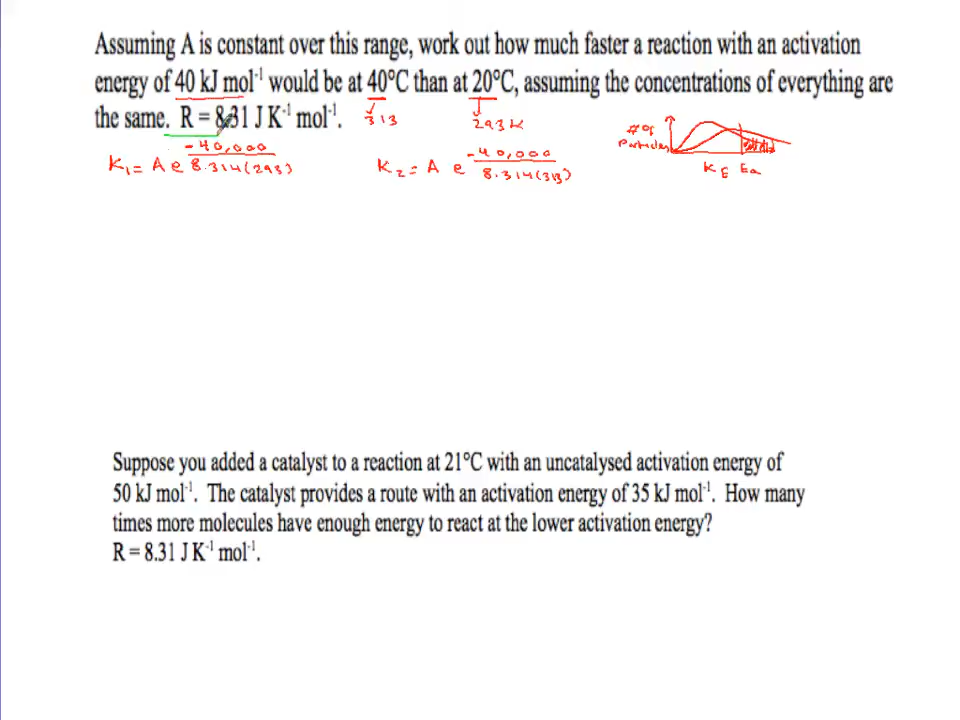 Assuming A is constant over this range, work out how much faster a reaction with an activation
energy of 40 kJ mol⁻¹ would be at 40°C than at 20°C, assuming the concentrations of everything are
the same. R = 8.31 J K⁻¹ mol⁻¹.
313
293 K
K₁ = A e -40,000 / 8.314(293)
K₂ = A e -40,000 / 8.314(313)
# of
Particles
KE Ea
Suppose you added a catalyst to a reaction at 21°C with an uncatalysed activation energy of
50 kJ mol⁻¹. The catalyst provides a route with an activation energy of 35 kJ mol⁻¹. How many
times more molecules have enough energy to react at the lower activation energy?
R = 8.31 J K⁻¹ mol⁻¹.